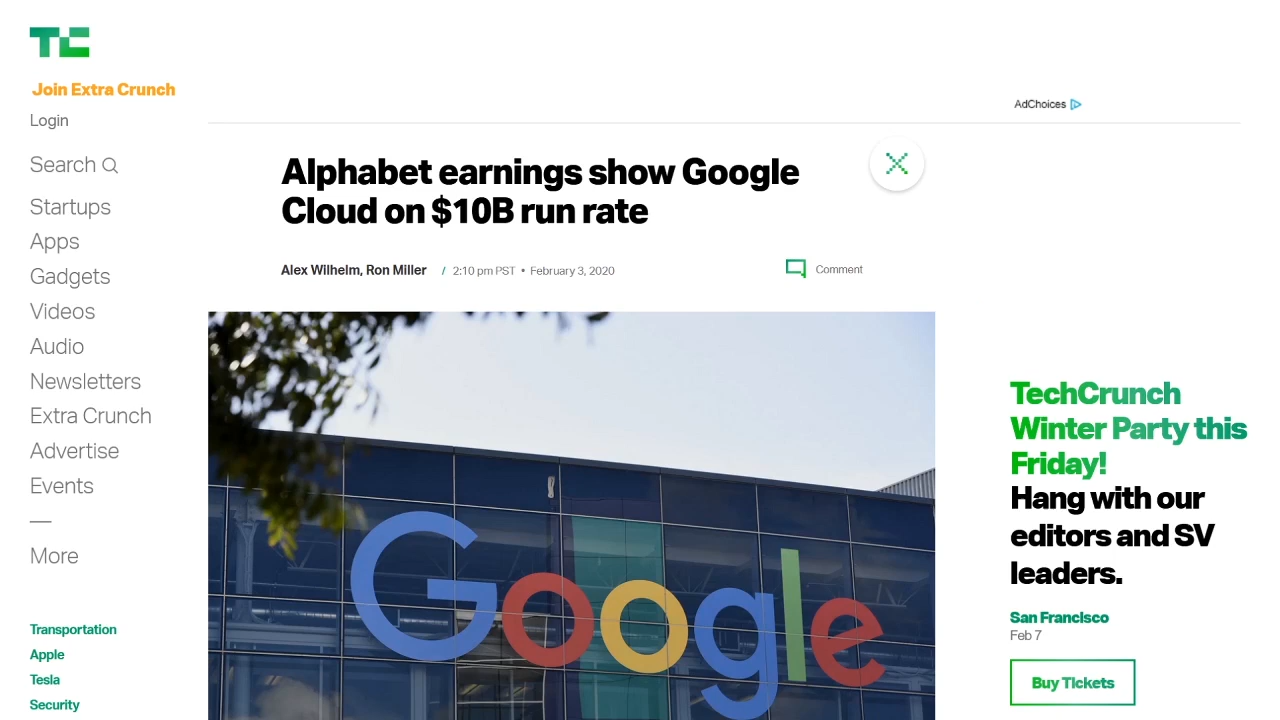 TC
Join Extra Crunch
Login
Search
Startups
Apps
Gadgets
Videos
Audio
Newsletters
Extra Crunch
Advertise
Events
—
More
Transportation
Apple
Tesla
Security
AdChoices
Alphabet earnings show Google
Cloud on $10B run rate
Alex Wilhelm, Ron Miller / 2:10 pm PST • February 3, 2020
Comment
Google
TechCrunch
Winter Party this
Friday!
Hang with our
editors and SV
leaders.
San Francisco
Feb 7
Buy Tickets